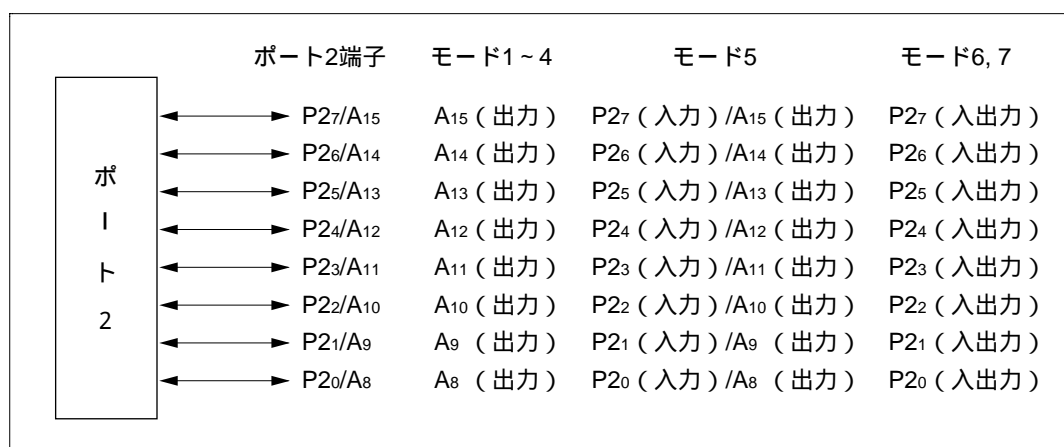 ポート2端子 モード1~4 モード5 モード6, 7
P27/A15 A15(出力) P27(入力)/A15(出力) P27(入出力)
P26/A14 A14(出力) P26(入力)/A14(出力) P26(入出力)
P25/A13 A13(出力) P25(入力)/A13(出力) P25(入出力)
P24/A12 A12(出力) P24(入力)/A12(出力) P24(入出力)
P23/A11 A11(出力) P23(入力)/A11(出力) P23(入出力)
P22/A10 A10(出力) P22(入力)/A10(出力) P22(入出力)
P21/A9 A9(出力) P21(入力)/A9(出力) P21(入出力)
P20/A8 A8(出力) P20(入力)/A8(出力) P20(入出力)
ポート2